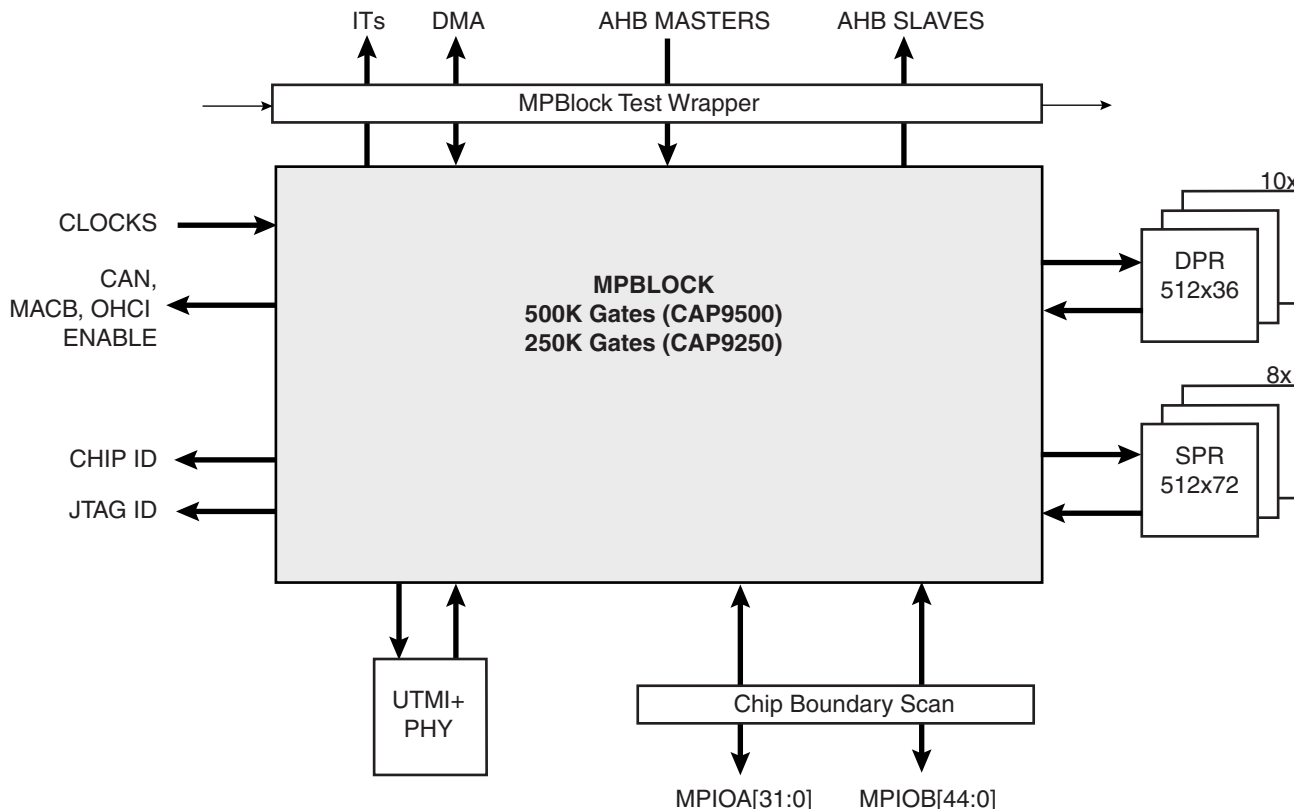 ITs DMA AHB MASTERS AHB SLAVES
MPBlock Test Wrapper
10x
CLOCKS
CAN,
MACB, OHCI
ENABLE
MPBLOCK
500K Gates (CAP9500)
250K Gates (CAP9250)
DPR
512x36
8x
CHIP ID
JTAG ID
SPR
512x72
UTMI+
PHY
Chip Boundary Scan
MPIOA[31:0] MPIOB[44:0]